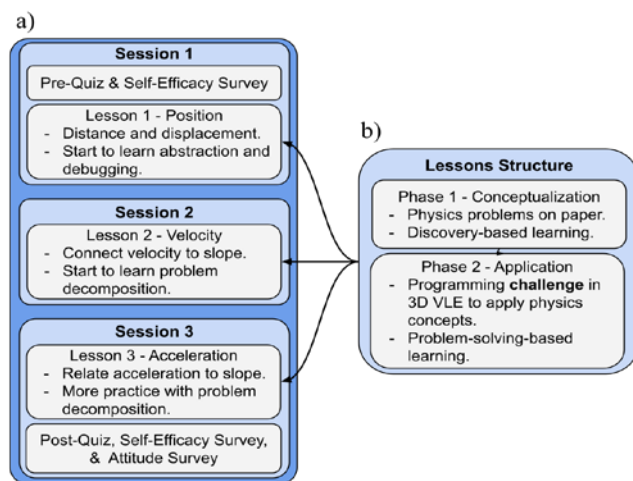 a)
Session 1
Pre-Quiz & Self-Efficacy Survey
Lesson 1 - Position
- Distance and displacement.
- Start to learn abstraction and
debugging.
Session 2
Lesson 2 - Velocity
- Connect velocity to slope.
- Start to learn problem
decomposition.
Session 3
Lesson 3 - Acceleration
- Relate acceleration to slope.
- More practice with problem
decomposition.
Post-Quiz, Self-Efficacy Survey,
& Attitude Survey
b)
Lessons Structure
Phase 1 - Conceptualization
- Physics problems on paper.
- Discovery-based learning.
Phase 2 - Application
- Programming challenge in
3D VLE to apply physics
concepts.
- Problem-solving-based
learning.